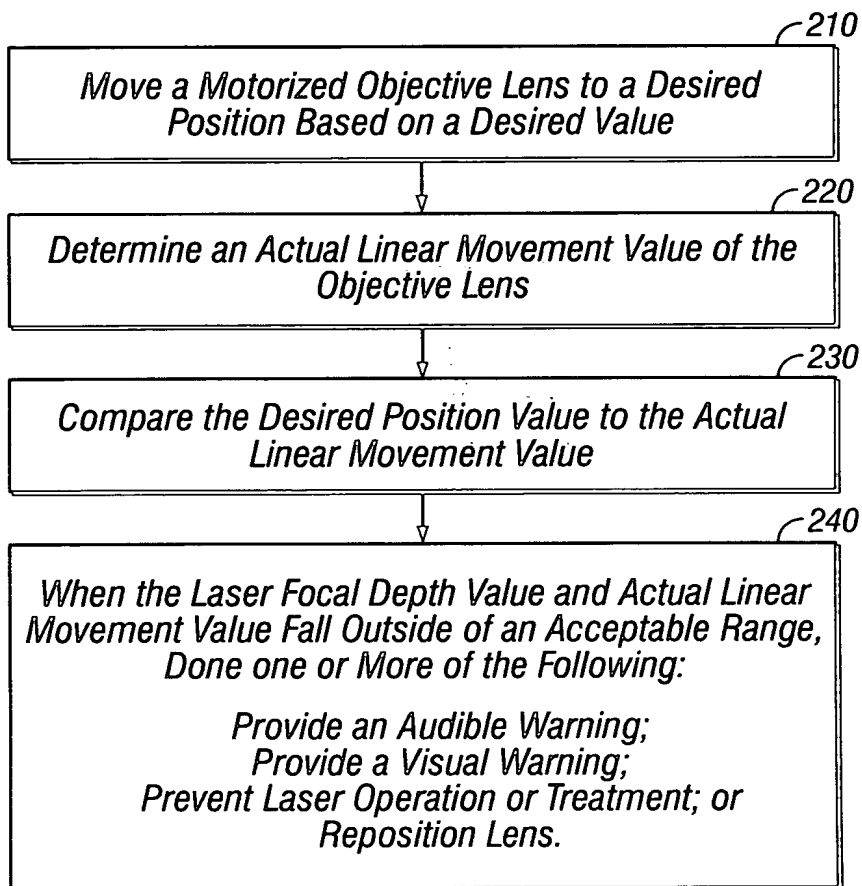 210
Move a Motorized Objective Lens to a Desired
Position Based on a Desired Value
220
Determine an Actual Linear Movement Value of the
Objective Lens
230
Compare the Desired Position Value to the Actual
Linear Movement Value
240
When the Laser Focal Depth Value and Actual Linear
Movement Value Fall Outside of an Acceptable Range,
Done one or More of the Following:
Provide an Audible Warning;
Provide a Visual Warning;
Prevent Laser Operation or Treatment; or
Reposition Lens.